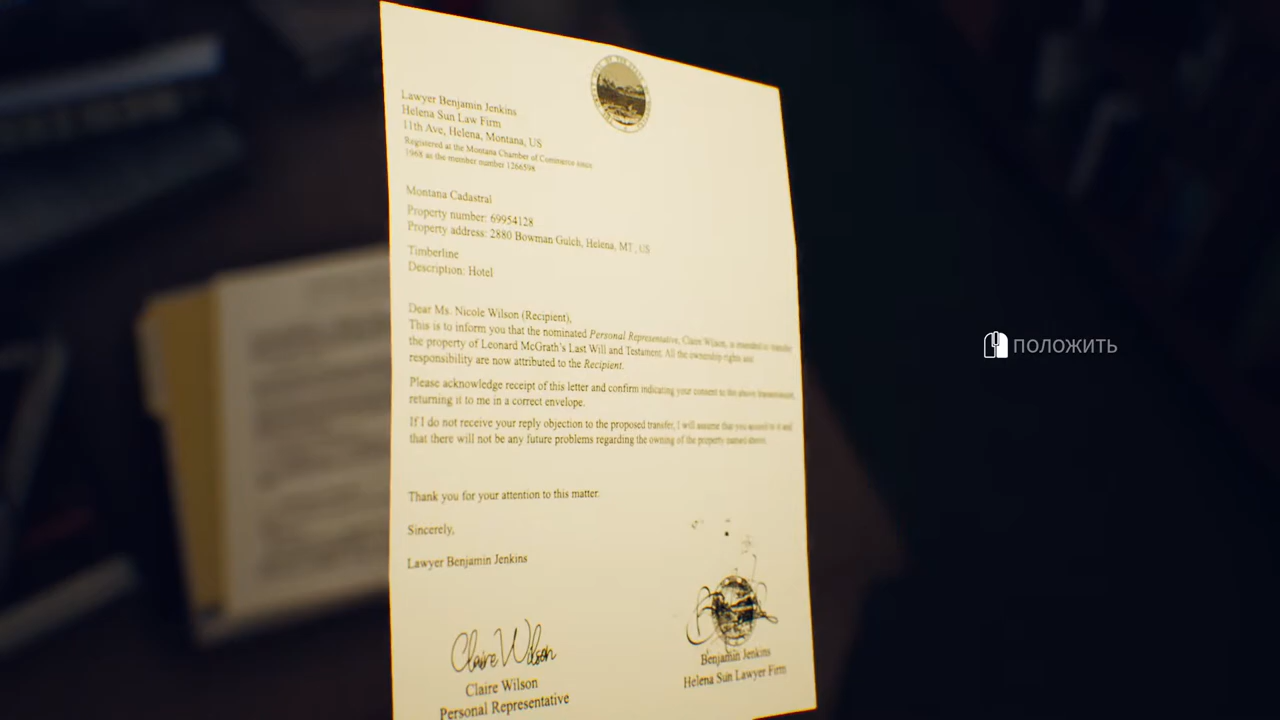 Lawyer Benjamin Jenkins
Helena Sun Law Firm
11th Ave, Helena, Montana, US
Registered at the Montana Chamber of Commerce since
1968 as the member number 1266598
Montana Cadastral
Property number: 69954128
Property address: 2880 Bowman Gulch, Helena, MT, US
Timberline
Description: Hotel
Dear Ms. Nicole Wilson (Recipient),
This is to inform you that the nominated Personal Representative, Claire Wilson, is intended to transfer
the property of Leonard McGrath's Last Will and Testament. All the ownership rights and
responsibility are now attributed to the Recipient.
Please acknowledge receipt of this letter and confirm indicating your consent to the above
returning it to me in a correct envelope.
If I do not receive your reply objection to the proposed transfer, I will assume that you to it and
that there will not be any future problems regarding the owning of the property named above.
Thank you for your attention to this matter.
Sincerely,
Lawyer Benjamin Jenkins
Claire Wilson
Claire Wilson
Personal Representative
Benjamin Jenkins
Helena Sun Lawyer Firm
ПОЛОЖИТЬ